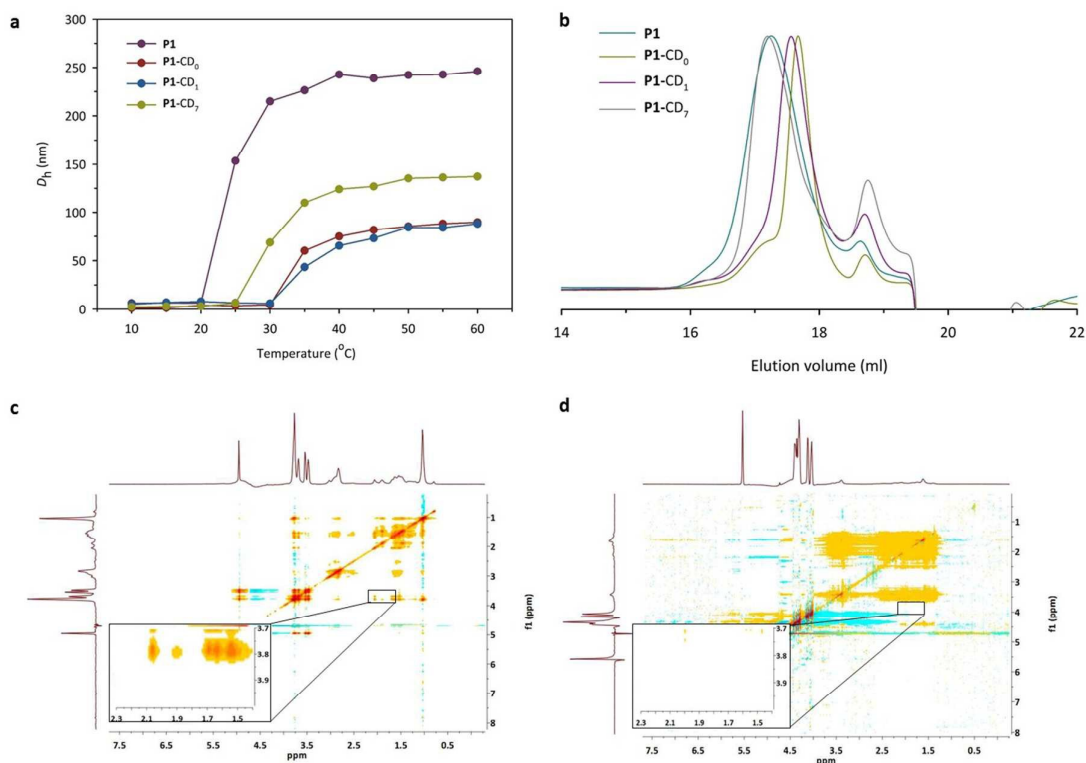 a
300
250
200
150
100
50
0
Dh (nm)
P1
P1-CD0
P1-CD1
P1-CD7
10 20 30 40 50 60
Temperature (oC)
b
P1
P1-CD0
P1-CD1
P1-CD7
14 16 18 20 22
Elution volume (ml)
c
1
2
3
4
5
6
7
8
f1 (ppm)
3.7
3.8
3.9
2.3 2.1 1.9 1.7 1.5
7.5 6.5 5.5 4.5 3.5 2.5 1.5 0.5
ppm
d
1
2
3
4
5
6
7
8
f1 (ppm)
3.7
3.8
3.9
2.3 2.1 1.9 1.7 1.5
7.5 6.5 5.5 4.5 3.5 2.5 1.5 0.5
ppm